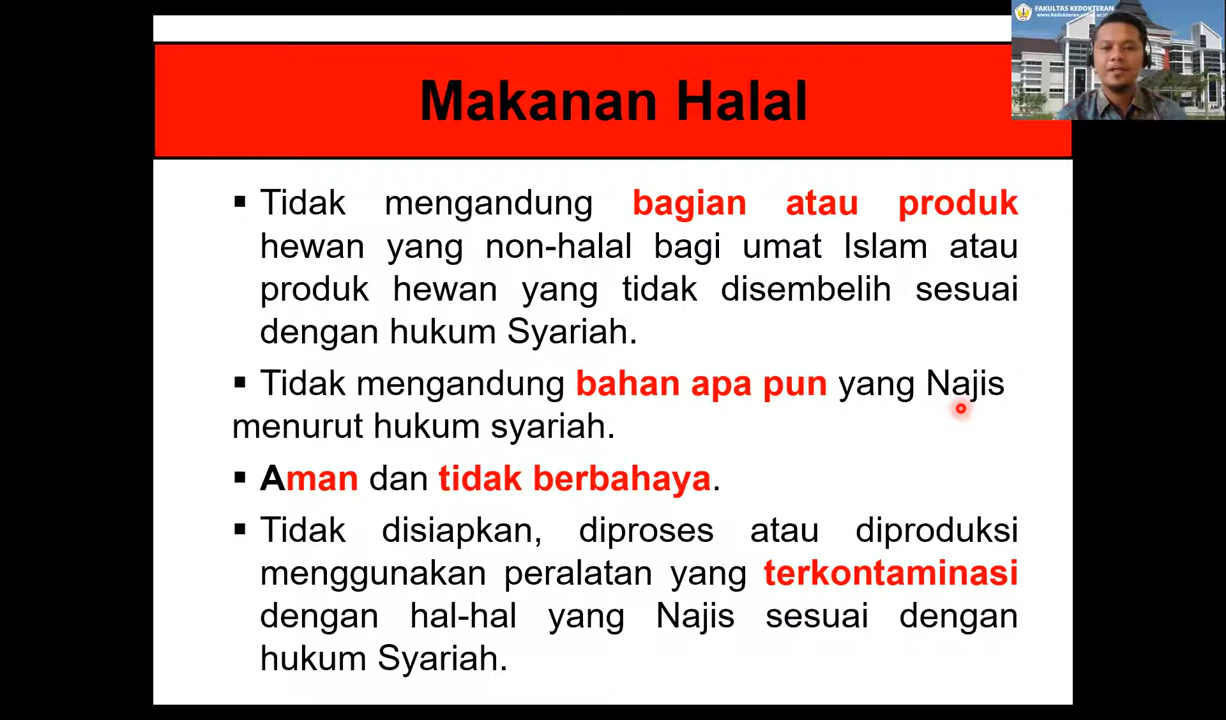 FAKULTAS KEDOKTERAN
Makanan Halal
▪ Tidak mengandung bagian atau produk
hewan yang non-halal bagi umat Islam atau
produk hewan yang tidak disembelih sesuai
dengan hukum Syariah.
▪ Tidak mengandung bahan apa pun yang Najis
menurut hukum syariah.
▪ Aman dan tidak berbahaya.
▪ Tidak disiapkan, diproses atau diproduksi
menggunakan peralatan yang terkontaminasi
dengan hal-hal yang Najis sesuai dengan
hukum Syariah.